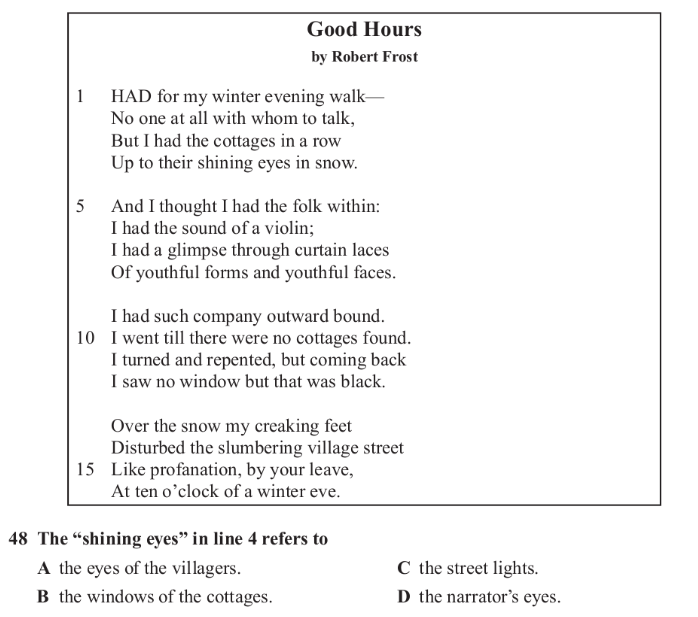 Good Hours
by Robert Frost
1 HAD for my winter evening walk—
No one at all with whom to talk,
But I had the cottages in a row
Up to their shining eyes in snow.
5 And I thought I had the folk within:
I had the sound of a violin;
I had a glimpse through curtain laces
Of youthful forms and youthful faces.
I had such company outward bound.
10 I went till there were no cottages found.
I turned and repented, but coming back
I saw no window but that was black.
Over the snow my creaking feet
Disturbed the slumbering village street
15 Like profanation, by your leave,
At ten o’clock of a winter eve.
48 The “shining eyes” in line 4 refers to
A the eyes of the villagers.
B the windows of the cottages.
C the street lights.
D the narrator’s eyes.